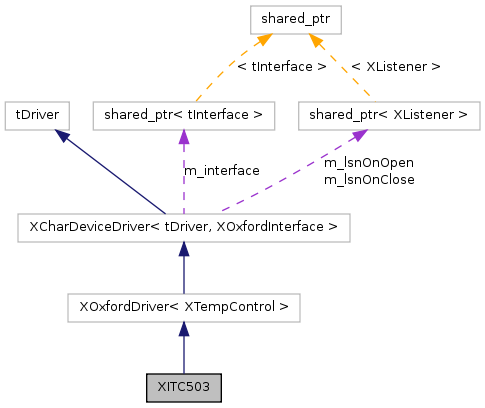 shared_ptr
< tInterface >
< XListener >
tDriver
shared_ptr< tInterface >
shared_ptr< XListener >
m_interface
m_lsnOnOpen
m_lsnOnClose
XCharDeviceDriver< tDriver, XOxfordInterface >
XOxfordDriver< XTempControl >
XITC503